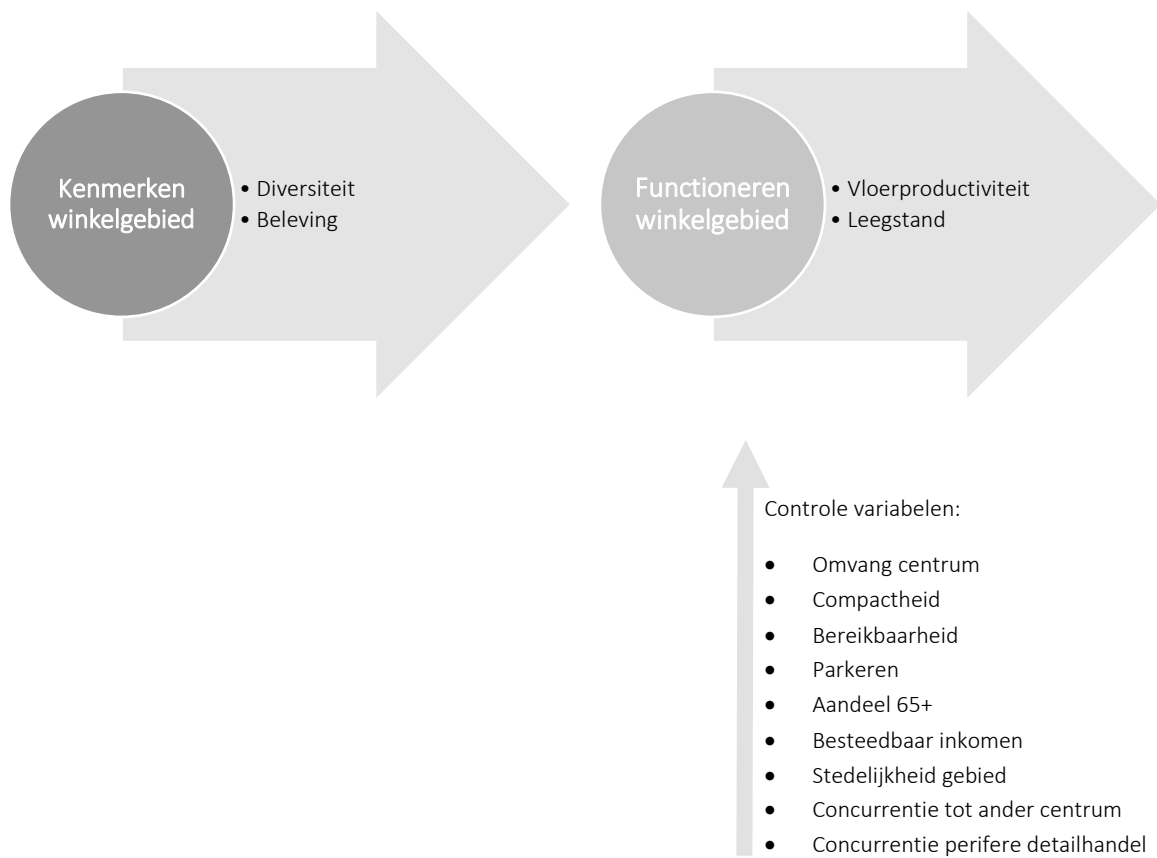 Kenmerken
winkelgebied
• Diversiteit
• Beleving
Functioneren
winkelgebied
• Vloerproductiviteit
• Leegstand
Controle variabelen:
• Omvang centrum
• Compactheid
• Bereikbaarheid
• Parkeren
• Aandeel 65+
• Besteedbaar inkomen
• Stedelijkheid gebied
• Concurrentie tot ander centrum
• Concurrentie perifere detailhandel